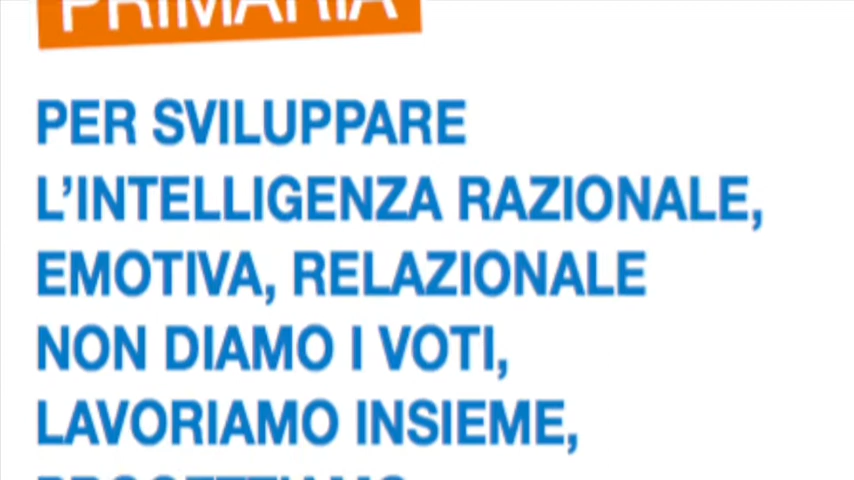 PRIMARIA
PER SVILUPPARE
L’INTELLIGENZA RAZIONALE,
EMOTIVA, RELAZIONALE
NON DIAMO I VOTI,
LAVORIAMO INSIEME,